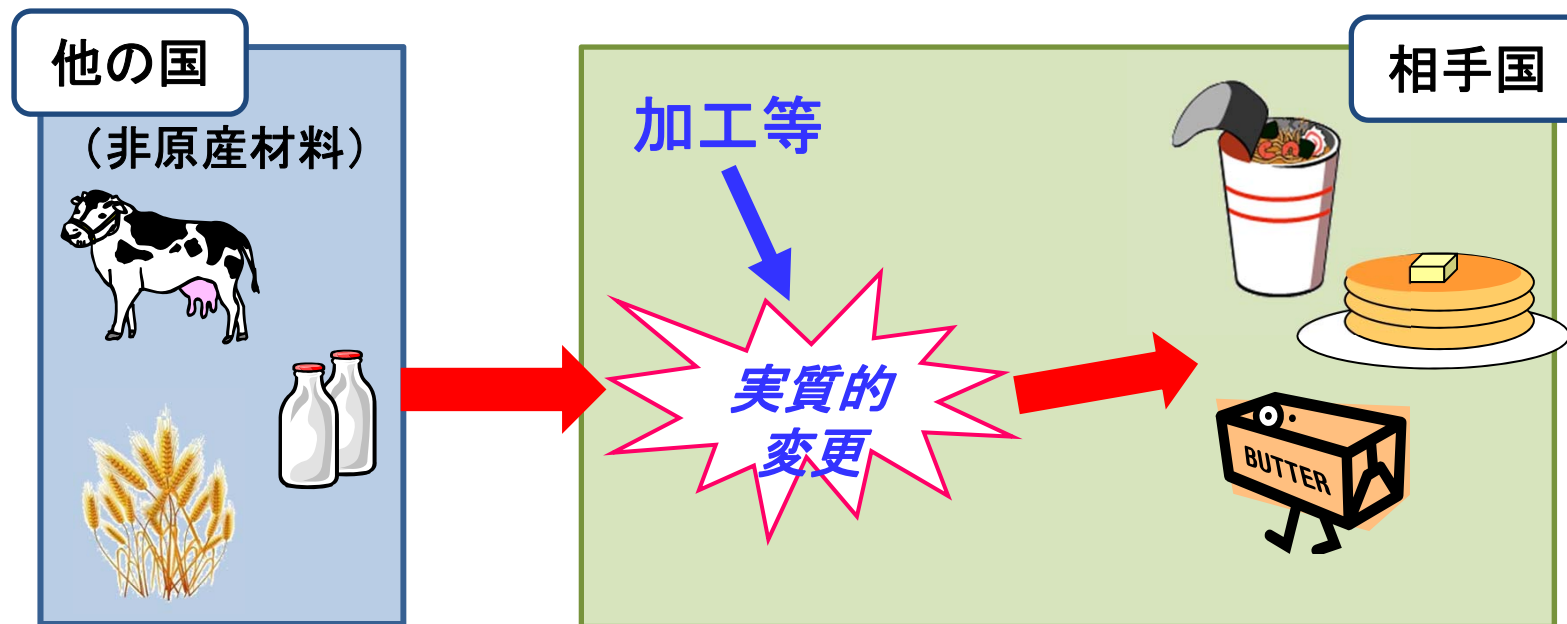 他の国
相手国
（非原産材料）
加工等
実質的
変更
BUTTER